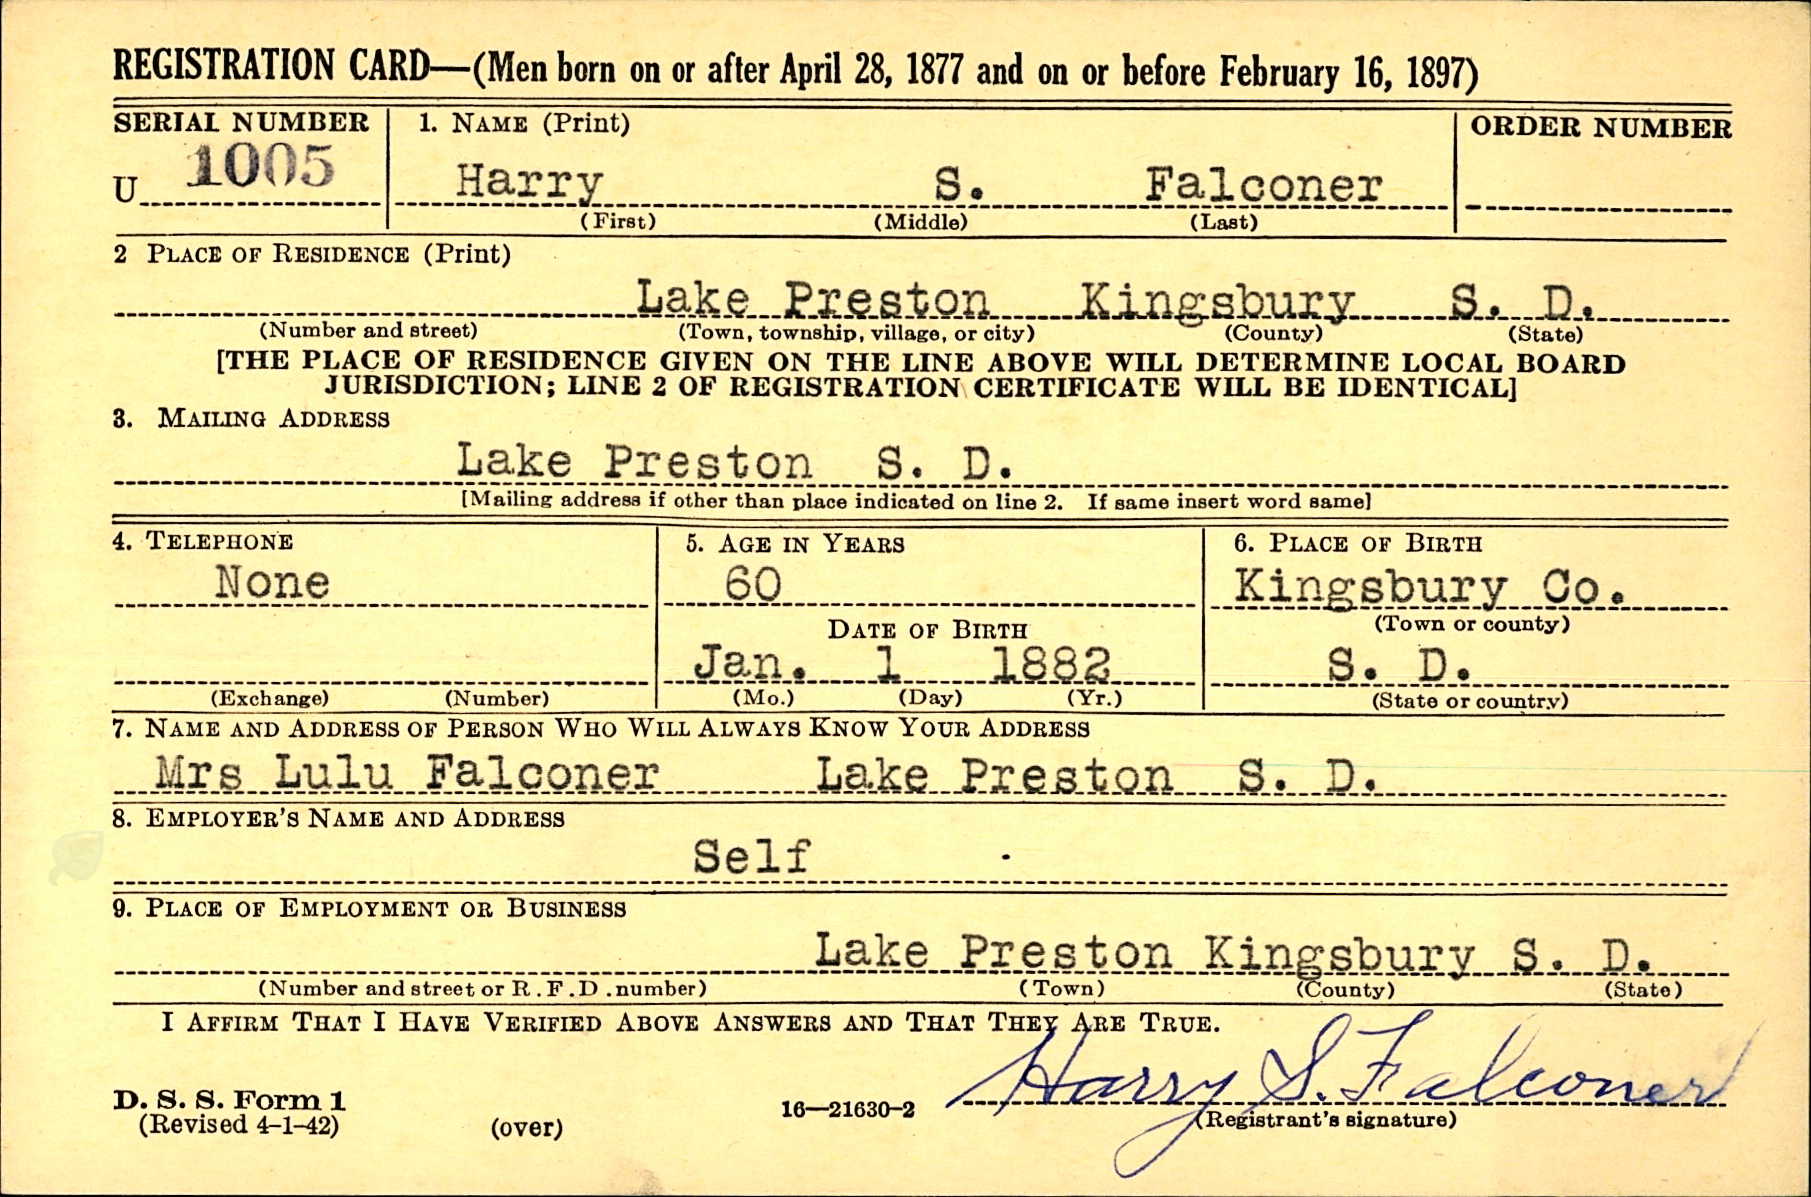 REGISTRATION CARD—(Men born on or after April 28, 1877 and on or before February 16, 1897)
SERIAL NUMBER
U 1005
1. NAME (Print)
Harry S. Falconer
(First) (Middle) (Last)
ORDER NUMBER
2 PLACE OF RESIDENCE (Print)
Lake Preston Kingsbury S. D.
(Number and street) (Town, township, village, or city) (County) (State)
[THE PLACE OF RESIDENCE GIVEN ON THE LINE ABOVE WILL DETERMINE LOCAL BOARD
JURISDICTION; LINE 2 OF REGISTRATION CERTIFICATE WILL BE IDENTICAL]
3. MAILING ADDRESS
Lake Preston S. D.
[Mailing address if other than place indicated on line 2. If same insert word same]
4. TELEPHONE
None
(Exchange) (Number)
5. AGE IN YEARS
60
DATE OF BIRTH
Jan. 1 1882
(Mo.) (Day) (Yr.)
6. PLACE OF BIRTH
Kingsbury Co.
(Town or county)
S. D.
(State or country)
7. NAME AND ADDRESS OF PERSON WHO WILL ALWAYS KNOW YOUR ADDRESS
Mrs Lulu Falconer Lake Preston S. D.
8. EMPLOYER'S NAME AND ADDRESS
Self
9. PLACE OF EMPLOYMENT OR BUSINESS
Lake Preston Kingsbury S. D.
(Number and street or R.F.D. number) (Town) (County) (State)
I AFFIRM THAT I HAVE VERIFIED ABOVE ANSWERS AND THAT THEY ARE TRUE.
Harry S. Falconer
D. S. S. Form 1
(Revised 4-1-42) (over) 16—21630-2 (Registrant's signature)